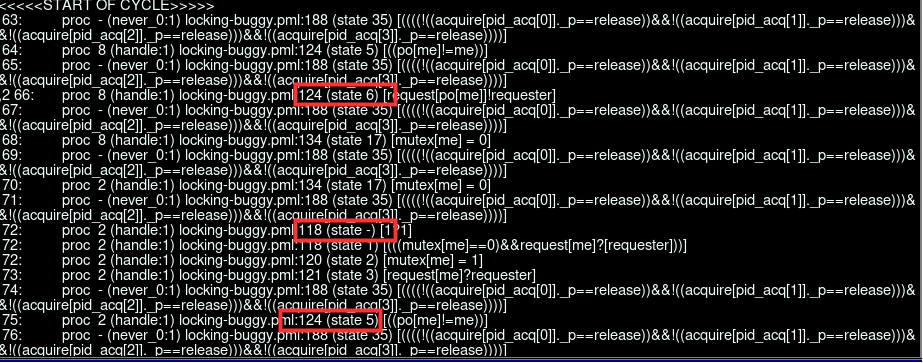 <<<<<START OF CYCLE>>>>>
63: proc - (never_0:1) locking-buggy.pml:188 (state 35) [(((((!((acquire[pid_acq[0]]._p==release))&&!((acquire[pid_acq[1]]._p==release)))&
&!((acquire[pid_acq[2]]._p==release)))&&!((acquire[pid_acq[3]]._p==release))))]
64: proc 8 (handle:1) locking-buggy.pml:124 (state 5) [((po[me]!=me))]
65: proc - (never_0:1) locking-buggy.pml:188 (state 35) [(((((!((acquire[pid_acq[0]]._p==release))&&!((acquire[pid_acq[1]]._p==release)))&
&!((acquire[pid_acq[2]]._p==release)))&&!((acquire[pid_acq[3]]._p==release))))]
,2 66: proc 8 (handle:1) locking-buggy.pml:124 (state 6) [request[po[me]]!requester]
67: proc - (never_0:1) locking-buggy.pml:188 (state 35) [(((((!((acquire[pid_acq[0]]._p==release))&&!((acquire[pid_acq[1]]._p==release)))&
&!((acquire[pid_acq[2]]._p==release)))&&!((acquire[pid_acq[3]]._p==release))))]
68: proc 8 (handle:1) locking-buggy.pml:134 (state 17) [mutex[me] = 0]
69: proc - (never_0:1) locking-buggy.pml:188 (state 35) [(((((!((acquire[pid_acq[0]]._p==release))&&!((acquire[pid_acq[1]]._p==release)))&
&!((acquire[pid_acq[2]]._p==release)))&&!((acquire[pid_acq[3]]._p==release))))]
70: proc 2 (handle:1) locking-buggy.pml:134 (state 17) [mutex[me] = 0]
71: proc - (never_0:1) locking-buggy.pml:188 (state 35) [(((((!((acquire[pid_acq[0]]._p==release))&&!((acquire[pid_acq[1]]._p==release)))&
&!((acquire[pid_acq[2]]._p==release)))&&!((acquire[pid_acq[3]]._p==release))))]
72: proc 2 (handle:1) locking-buggy.pml:118 (state -) [1?1]
72: proc 2 (handle:1) locking-buggy.pml:118 (state 1) [(((mutex[me]==0)&&request[me]?[requester]))]
72: proc 2 (handle:1) locking-buggy.pml:120 (state 2) [mutex[me] = 1]
73: proc 2 (handle:1) locking-buggy.pml:121 (state 3) [request[me]?requester]
74: proc - (never_0:1) locking-buggy.pml:188 (state 35) [(((((!((acquire[pid_acq[0]]._p==release))&&!((acquire[pid_acq[1]]._p==release)))&
&!((acquire[pid_acq[2]]._p==release)))&&!((acquire[pid_acq[3]]._p==release))))]
75: proc 2 (handle:1) locking-buggy.pml:124 (state 5) [((po[me]!=me))]
76: proc - (never_0:1) locking-buggy.pml:188 (state 35) [(((((!((acquire[pid_acq[0]]._p==release))&&!((acquire[pid_acq[1]]._p==release)))&
&!((acquire[pid_acq[2]]._p==release)))&&!((acquire[pid_acq[3]]._p==release))))]